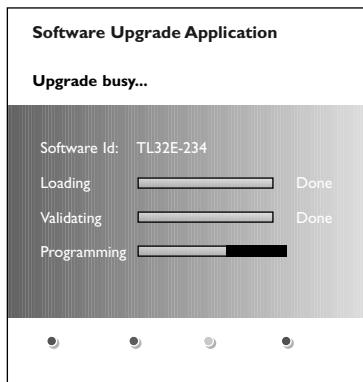 Software Upgrade Application
Upgrade busy...
Software Id: TL32E-234
Loading Done
Validating Done
Programming